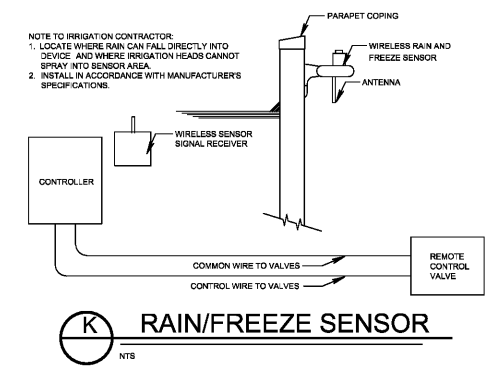 PARAPET COPING
NOTE TO IRRIGATION CONTRACTOR:
1. LOCATE WHERE RAIN CAN FALL DIRECTLY INTO
DEVICE AND WHERE IRRIGATION HEADS CANNOT
SPRAY INTO SENSOR AREA.
2. INSTALL IN ACCORDANCE WITH MANUFACTURER'S
SPECIFICATIONS.
WIRELESS RAIN AND
FREEZE SENSOR
ANTENNA
WIRELESS SENSOR
SIGNAL RECEIVER
CONTROLLER
COMMON WIRE TO VALVES
CONTROL WIRE TO VALVES
REMOTE
CONTROL
VALVE
K
RAIN/FREEZE SENSOR
NTS